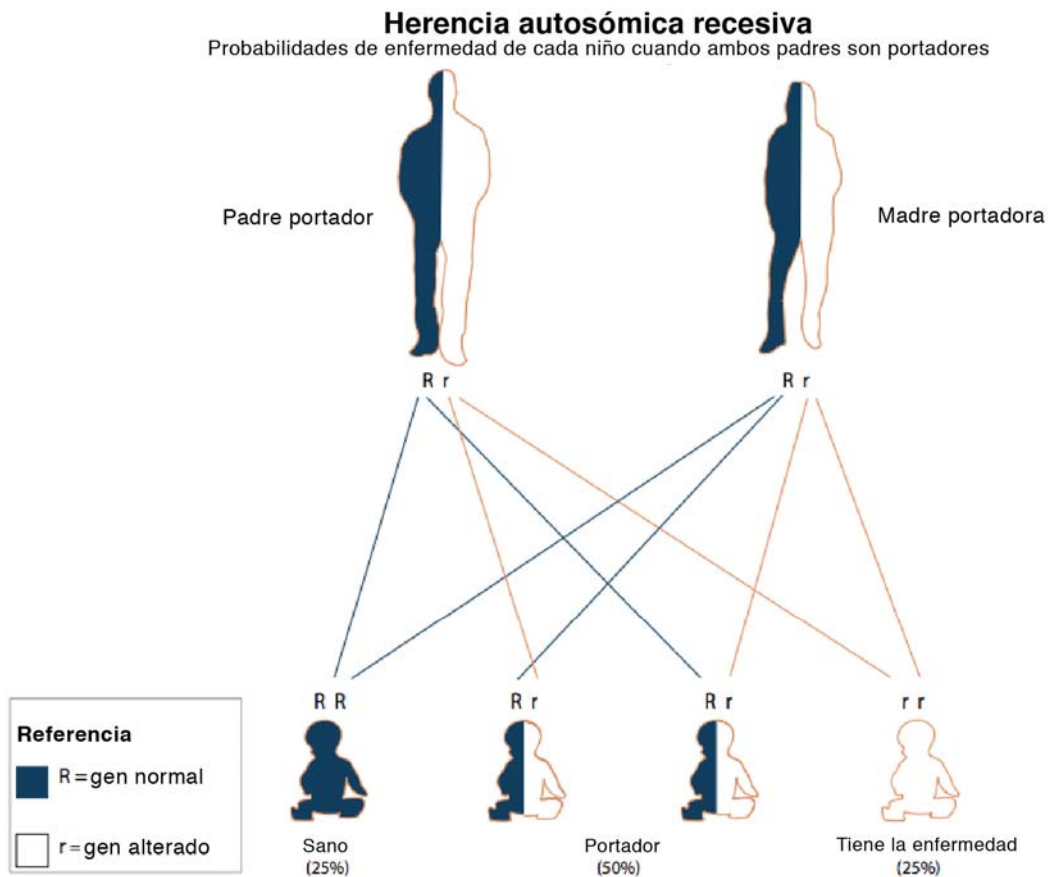 Herencia autosómica recesiva
Probabilidades de enfermedad de cada niño cuando ambos padres son portadores
Padre portador
Madre portadora
R r
R r
R R
R r
R r
r r
Referencia
R=gen normal
r=gen alterado
Sano
(25%)
Portador
(50%)
Tiene la enfermedad
(25%)